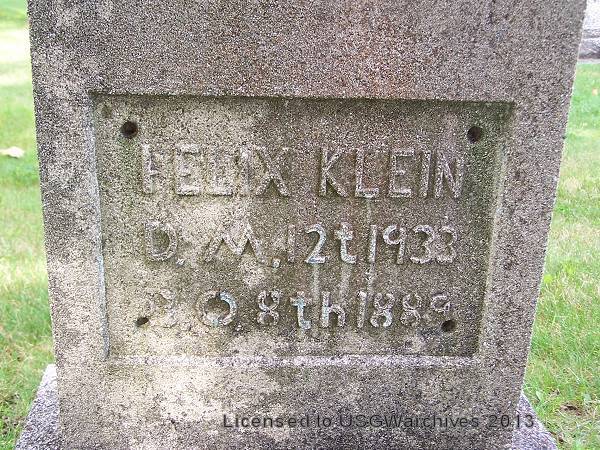 FELIX KLEIN
D. M. 12t 1933
B. O 8th 1889
Licensed to USGWarchives 2013